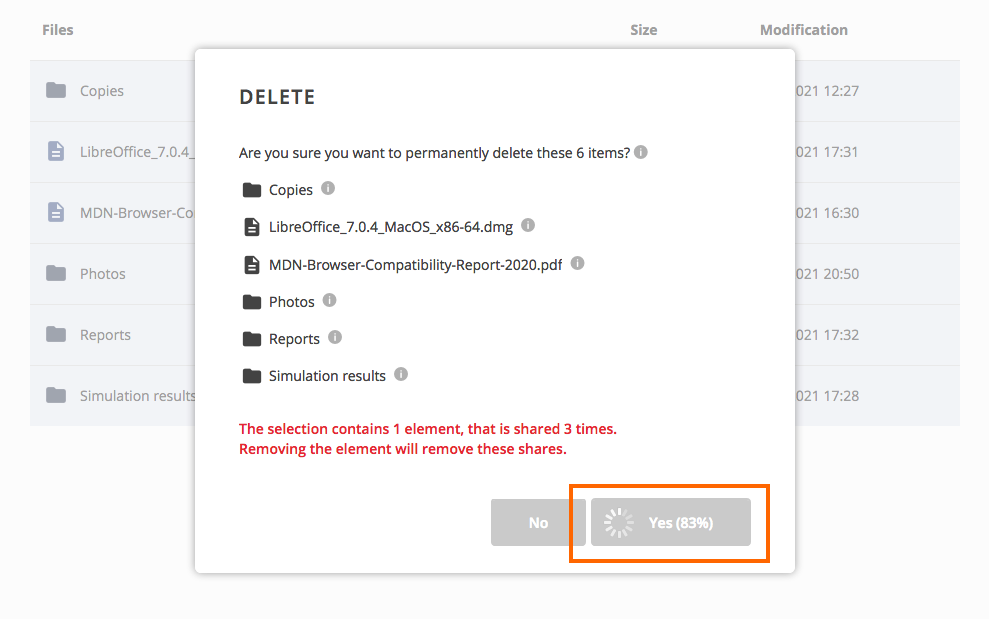 Files Size Modification
DELETE
Copies 021 12:27
Are you sure you want to permanently delete these 6 items?
LibreOffice_7.0.4_ 021 17:31
Copies
MDN-Browser-Co 021 16:30
LibreOffice_7.0.4_MacOS_x86-64.dmg
MDN-Browser-Compatibility-Report-2020.pdf
Photos 021 20:50
Photos
Reports 021 17:32
Reports
Simulation results
Simulation results 021 17:28
The selection contains 1 element, that is shared 3 times.
Removing the element will remove these shares.
No Yes (83%)